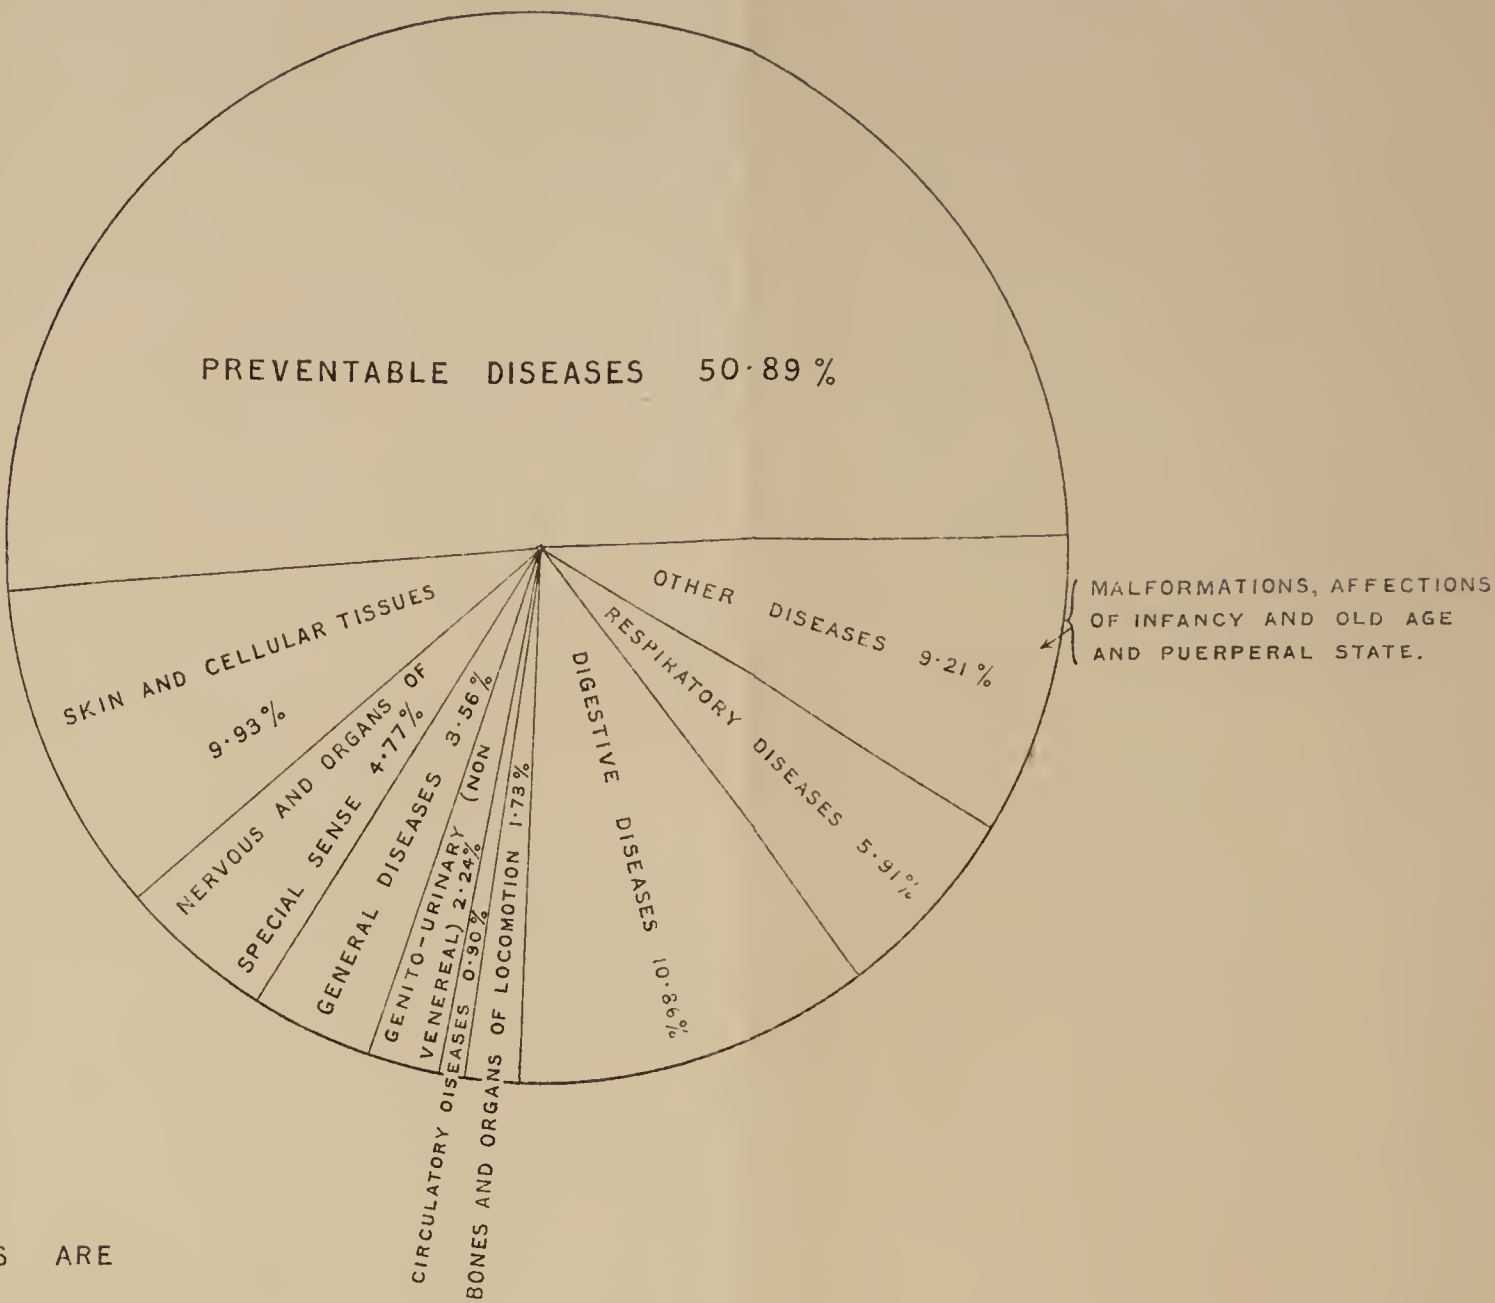 PREVENTABLE DISEASES 50·89%
OTHER DISEASES 9·21%
MALFORMATIONS, AFFECTIONS
OF INFANCY AND OLD AGE
AND PUERPERAL STATE.
RESPIRATORY DISEASES 5·91%
DIGESTIVE DISEASES 10·86%
BONES AND ORGANS OF LOCOMOTION 1·73%
CIRCULATORY DISEASES 0·90%
GENITO-URINARY (NON
VENEREAL) 2·24%
GENERAL DISEASES 3·56%
NERVOUS AND ORGANS OF
SPECIAL SENSE 4·77%
SKIN AND CELLULAR TISSUES
9·93%
S ARE